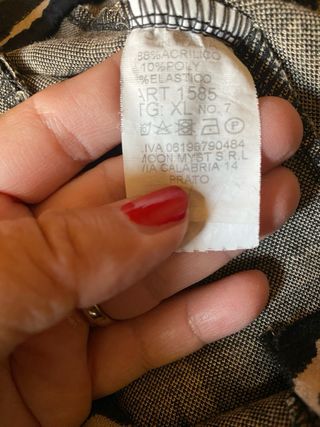 88% ACRILICO
10% POLY
% ELASTICO
ART 1585
TG: XL NO. 7
.IVA 06196790484
MOON MYST S R L
VIA CALABRIA 14
PRATO